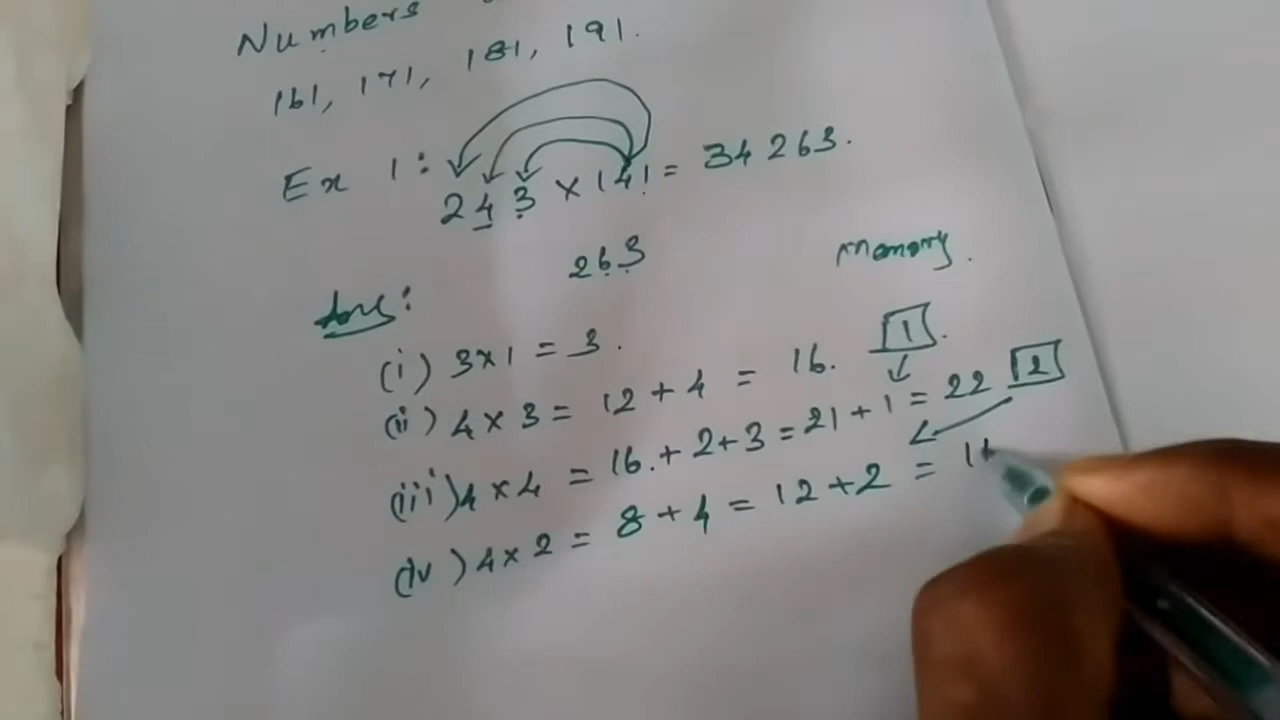 Numbers
161, 171, 181, 191.
Ex 1: 243 × 141 = 34263.
263
Memory.
Ans:
(i) 3×1 = 3.
(ii) 4 × 3 = 12 + 4 = 16. 1.
(iii) 4 × 4 = 16. + 2+3 = 21 + 1 = 22 2
(iv) 4 × 2 = 8 + 4 = 12 + 2 =